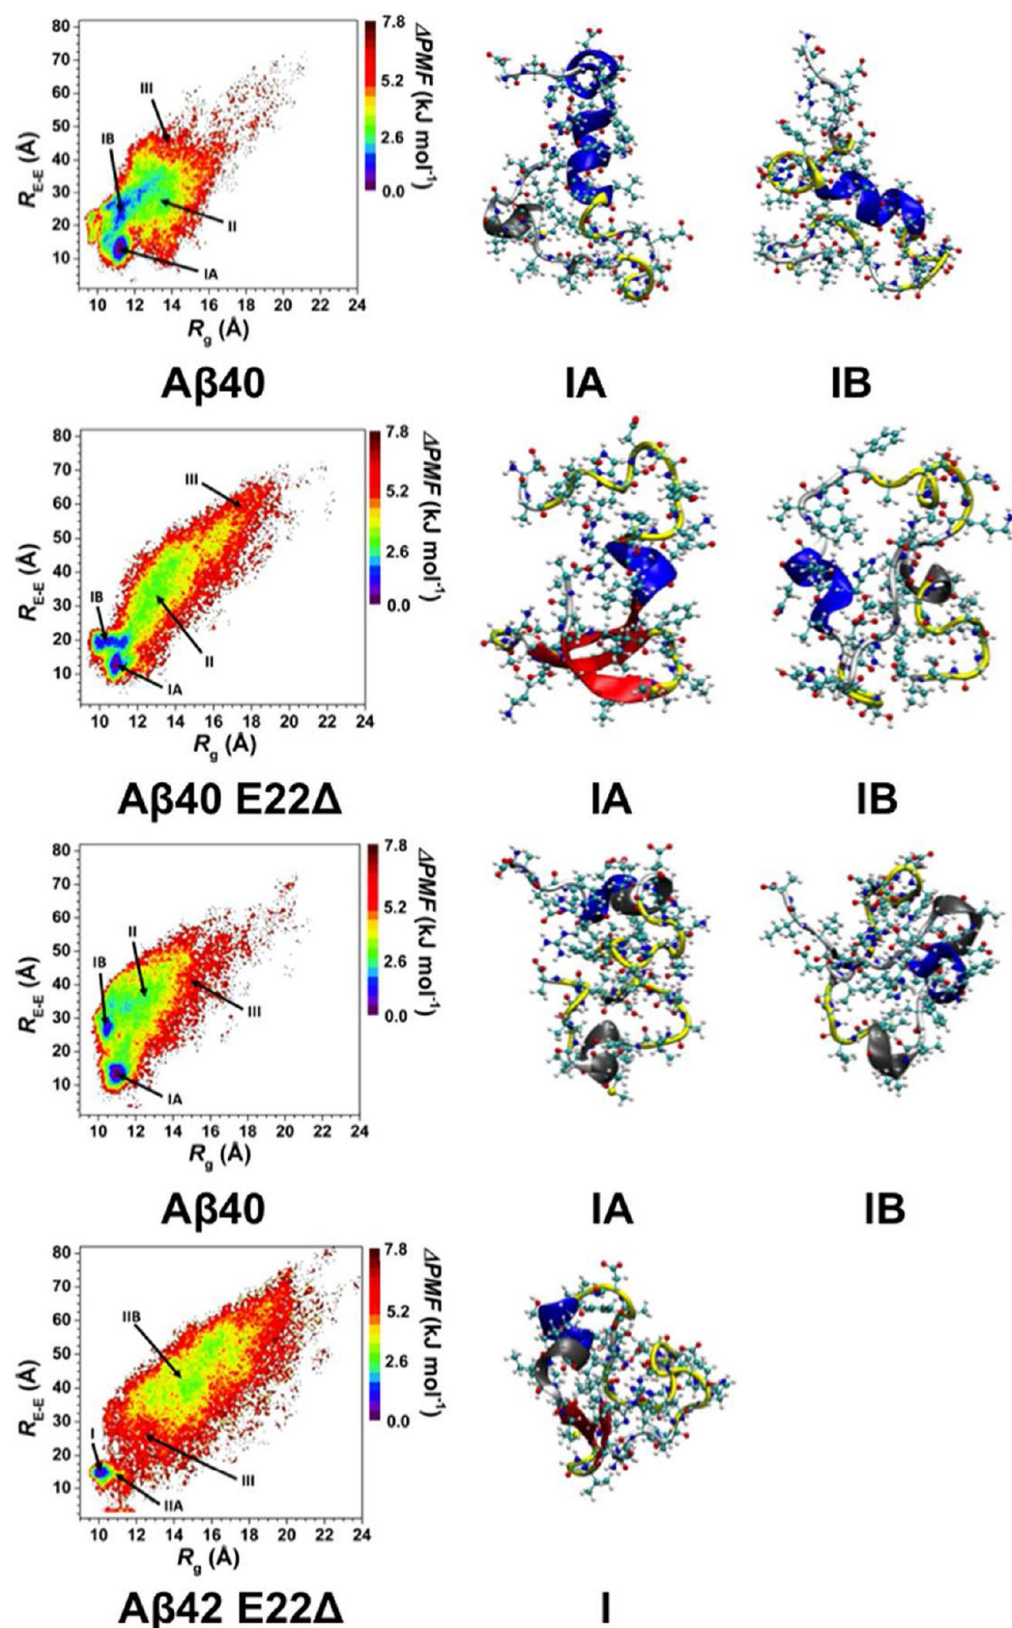 80
70
60
50
40
30
20
10
R_E-E (Å)
III
IB
II
IA
10 12 14 16 18 20 22 24
R_g (Å)
7.8
5.2
2.6
0.0
ΔPMF (kJ mol⁻¹)
Aβ40
IA
IB
80
70
60
50
40
30
20
10
R_E-E (Å)
III
IB
II
IA
10 12 14 16 18 20 22 24
R_g (Å)
7.8
5.2
2.6
0.0
ΔPMF (kJ mol⁻¹)
Aβ40 E22Δ
IA
IB
80
70
60
50
40
30
20
10
R_E-E (Å)
II
IB
III
IA
10 12 14 16 18 20 22 24
R_g (Å)
7.8
5.2
2.6
0.0
ΔPMF (kJ mol⁻¹)
Aβ40
IA
IB
80
70
60
50
40
30
20
10
R_E-E (Å)
IIB
I
III
IIA
10 12 14 16 18 20 22 24
R_g (Å)
7.8
5.2
2.6
0.0
ΔPMF (kJ mol⁻¹)
Aβ42 E22Δ
I